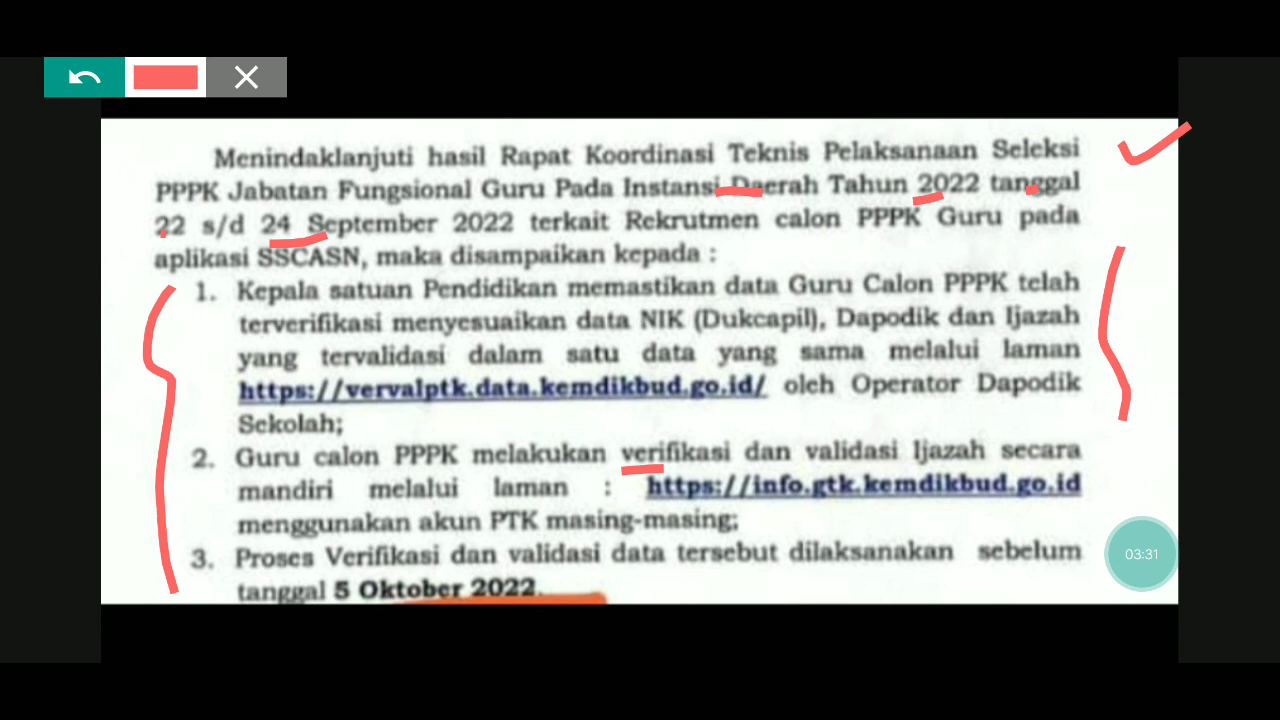 Menindaklanjuti hasil Rapat Koordinasi Teknis Pelaksanaan Seleksi
PPPK Jabatan Fungsional Guru Pada Instansi Daerah Tahun 2022 tanggal
22 s/d 24 September 2022 terkait Rekrutmen calon PPPK Guru pada
aplikasi SSCASN, maka disampaikan kepada :
1. Kepala satuan Pendidikan memastikan data Guru Calon PPPK telah
terverifikasi menyesuaikan data NIK (Dukcapil), Dapodik dan Ijazah
yang tervalidasi dalam satu data yang sama melalui laman
https://vervalptk.data.kemdikbud.go.id/ oleh Operator Dapodik
Sekolah;
2. Guru calon PPPK melakukan verifikasi dan validasi Ijazah secara
mandiri melalui laman : https://info.gtk.kemdikbud.go.id
menggunakan akun PTK masing-masing;
3. Proses Verifikasi dan validasi data tersebut dilaksanakan sebelum
tanggal 5 Oktober 2022.
03:31